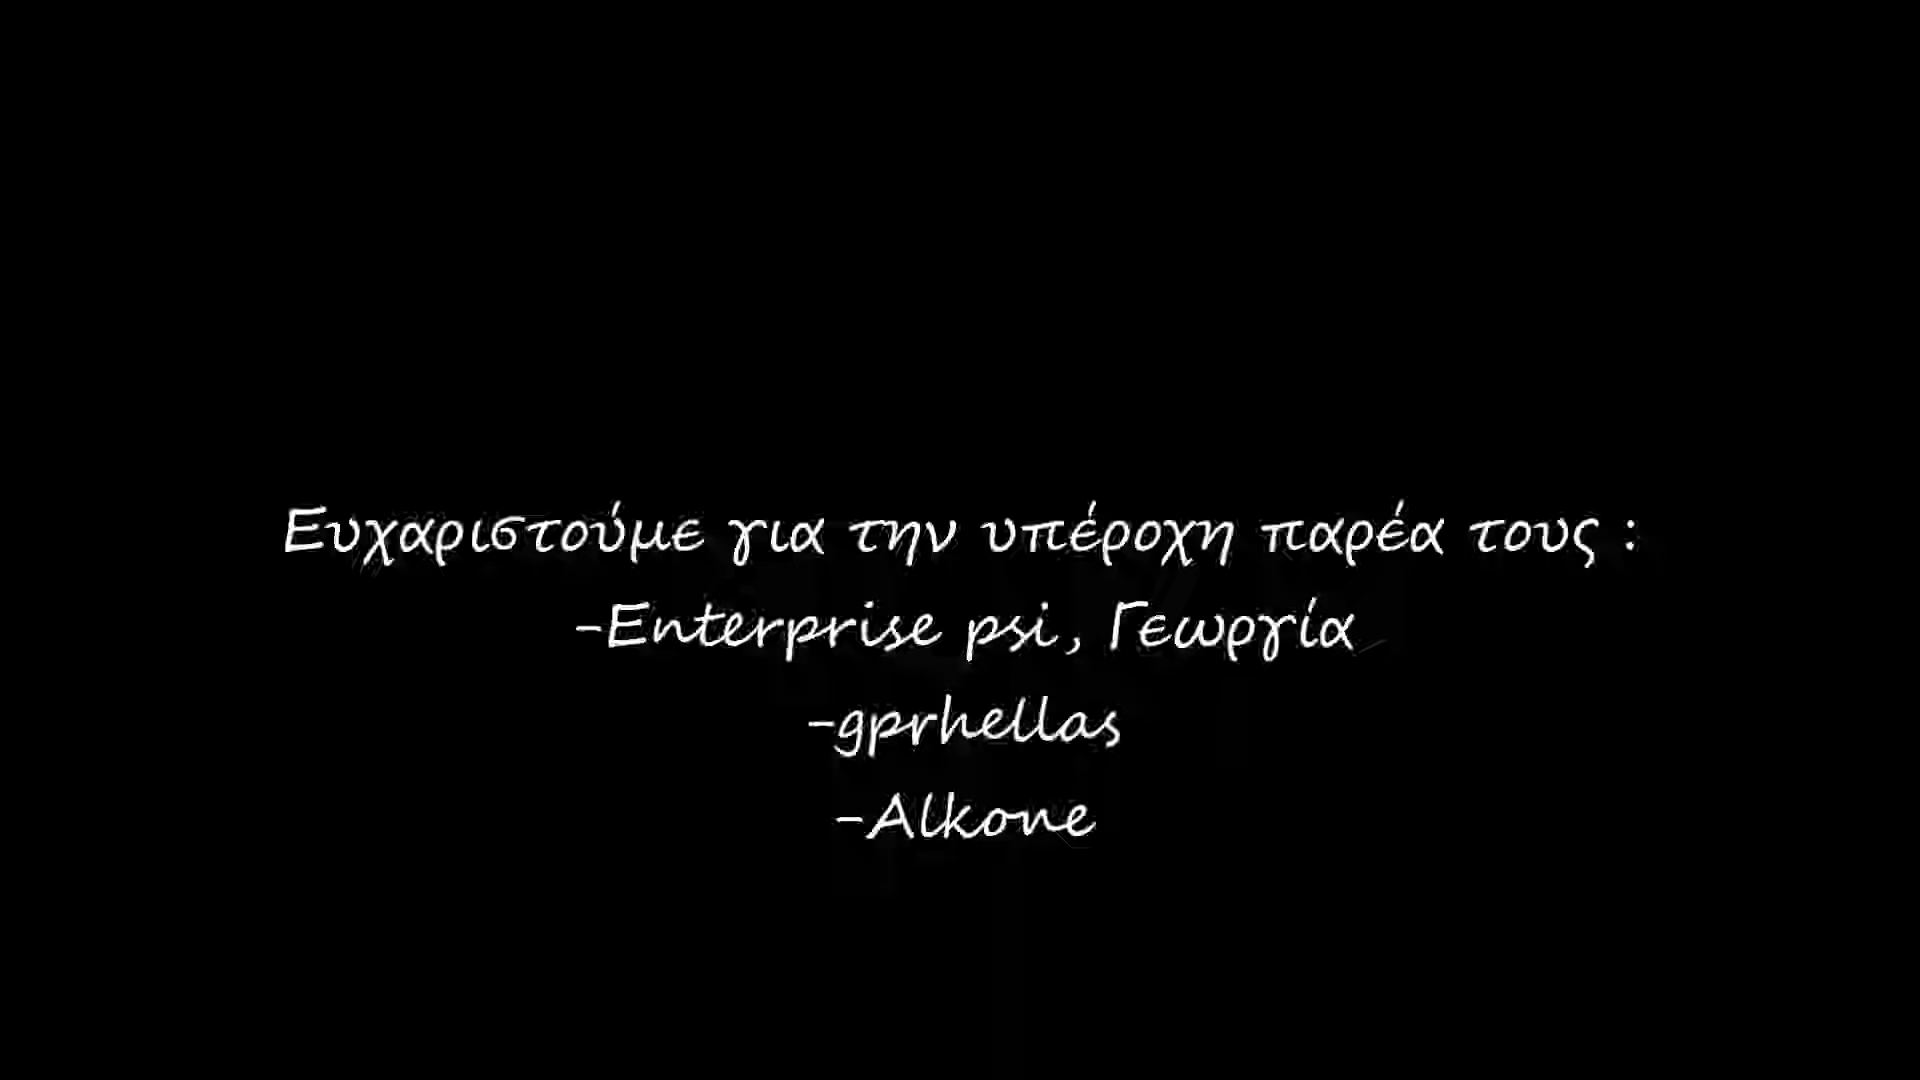 Ευχαριστούμε για την υπέροχη παρέα τους :
-Enterprise psi, Γεωργία
-gprhellas
-Alkone